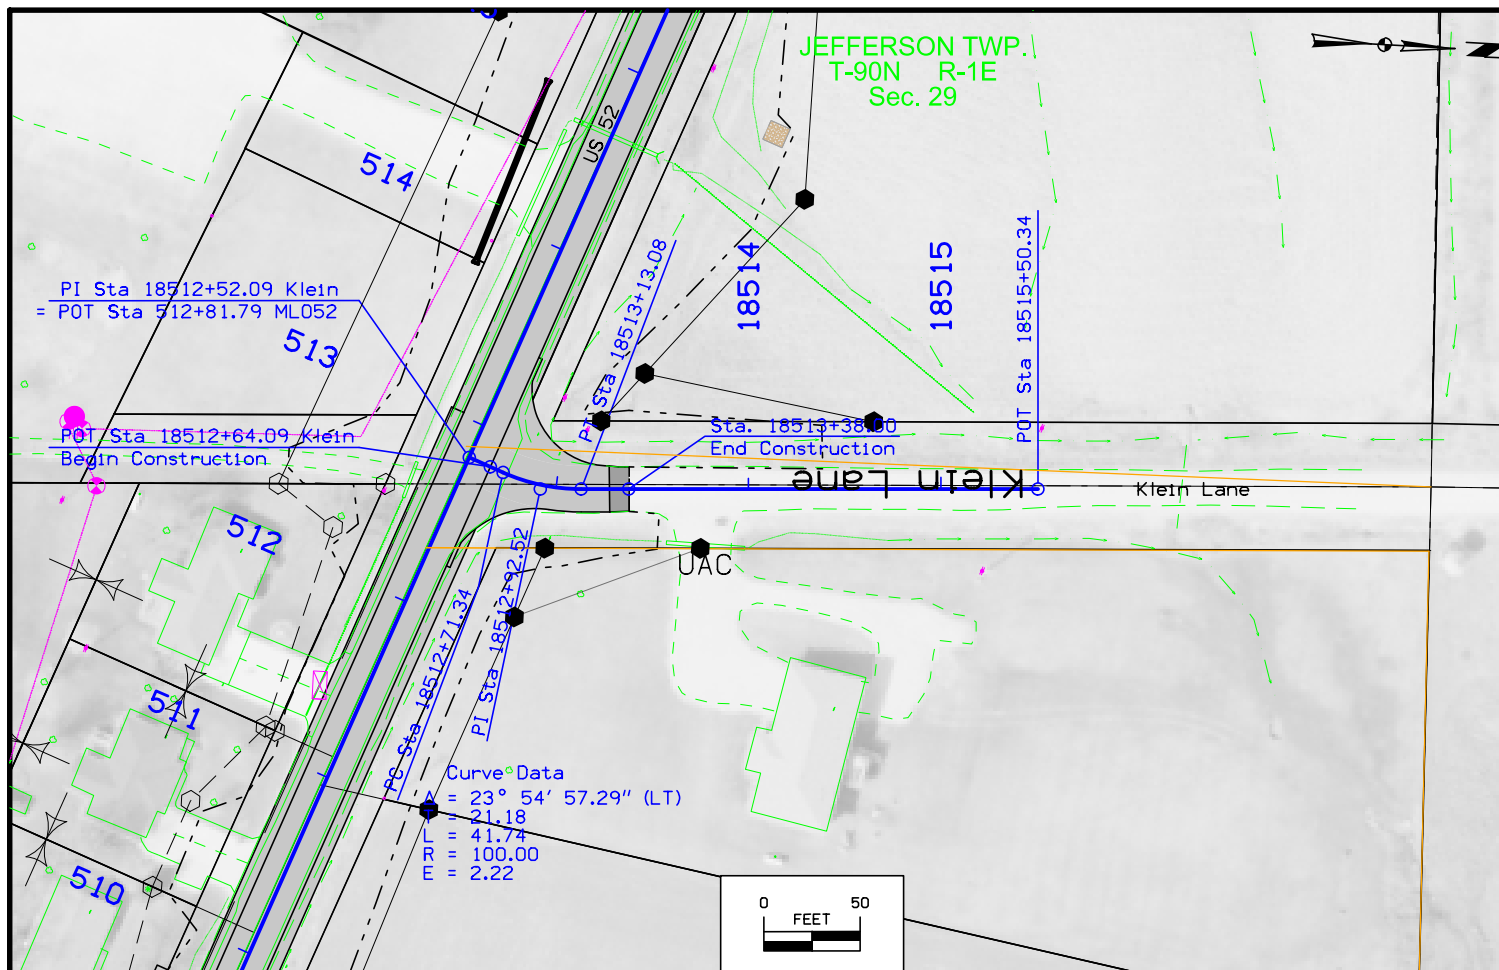 JEFFERSON TWP.
T-90N R-1E
Sec. 29
US 52
514
513
512
511
510
18514
18515
PI Sta 18512+52.09 Klein
= POT Sta 512+81.79 ML052
POT Sta 18512+64.09 Klein
Begin Construction
PT Sta 18513+13.08
POT Sta 18515+50.34
Sta. 18513+38.00
End Construction
Klein Lane
Klein Lane
UAC
PC Sta 18512+71.34
PI Sta 18512+92.52
Curve Data
Δ = 23° 54' 57.29" (LT)
T = 21.18
L = 41.74
R = 100.00
E = 2.22
0 50
FEET